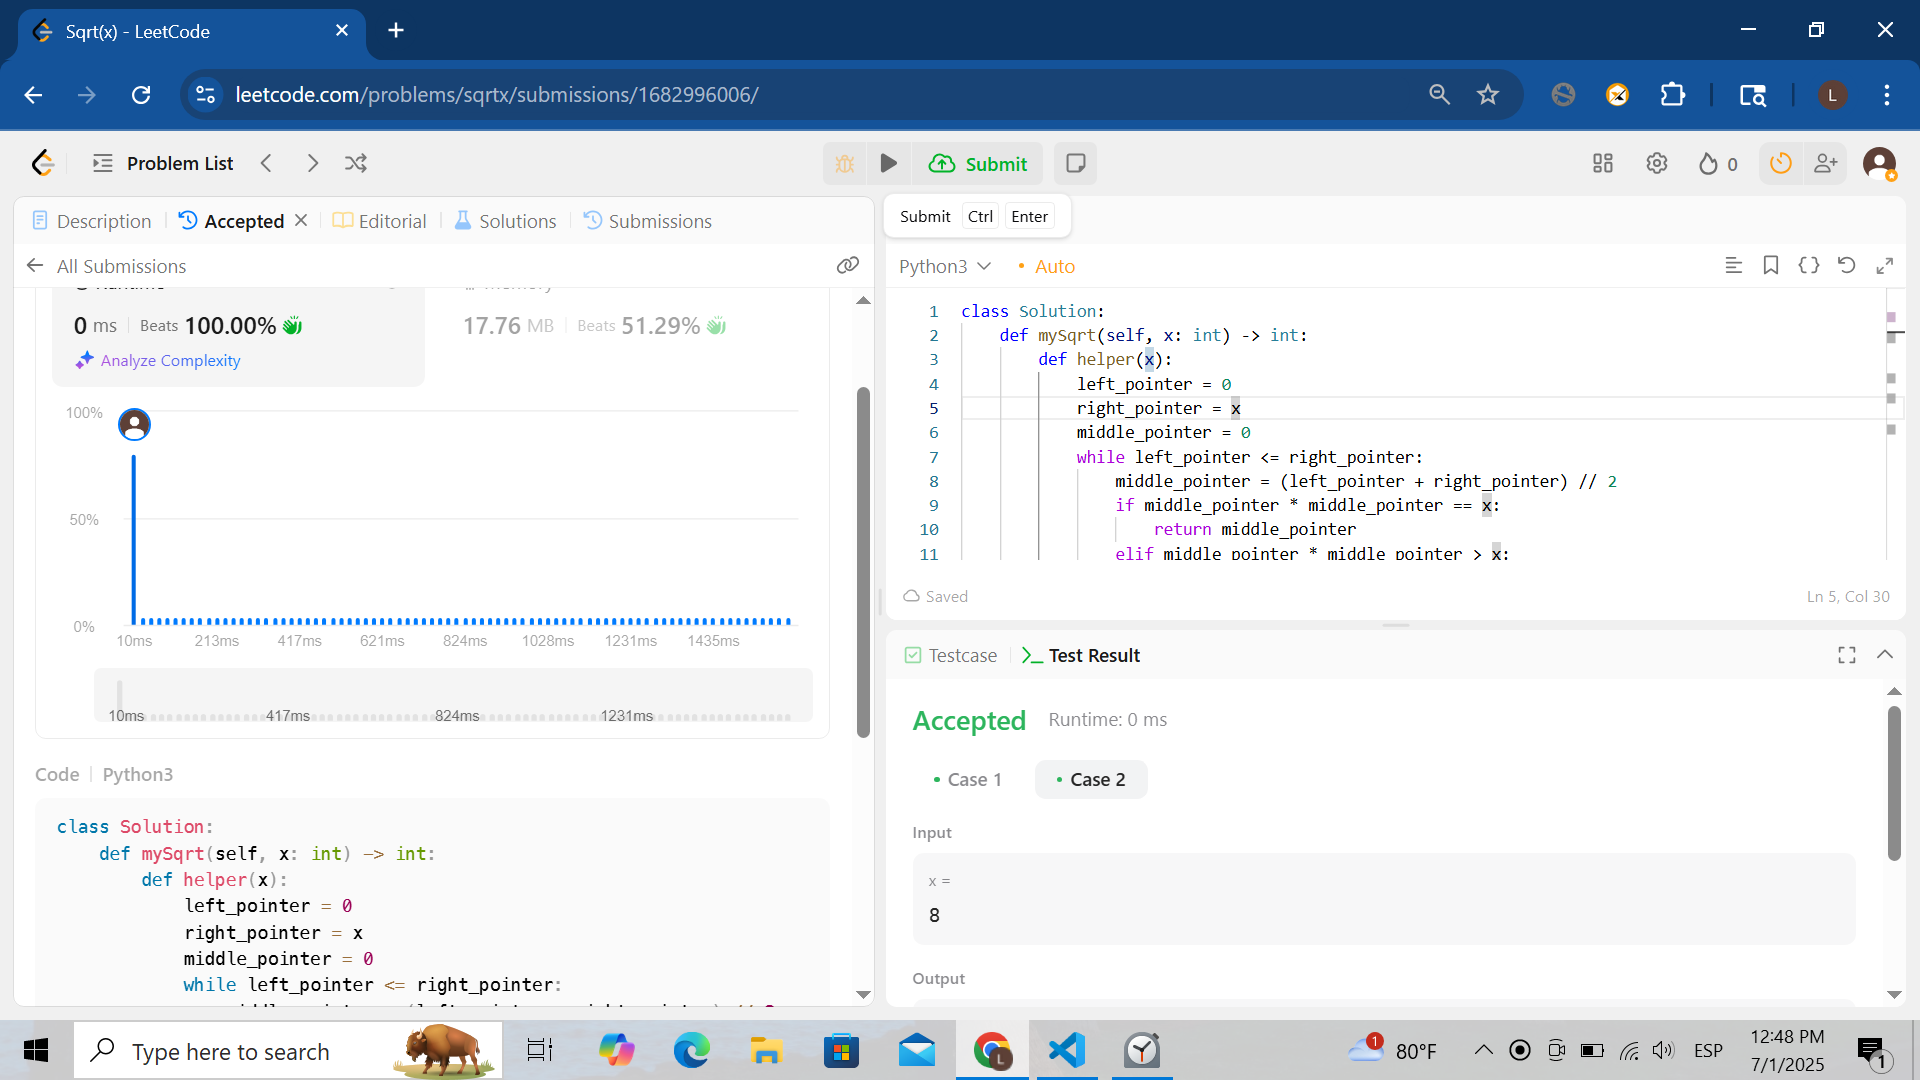 Sqrt(x) - LeetCode
leetcode.com/problems/sqrtx/submissions/1682996006/
L
Problem List
Submit
0
Description
Accepted
Editorial
Solutions
Submissions
Submit Ctrl Enter
All Submissions
Python3
Auto
0 ms Beats 100.00%
17.76 MB Beats 51.29%
Analyze Complexity
100%
50%
0%
10ms 213ms 417ms 621ms 824ms 1028ms 1231ms 1435ms
10ms 417ms 824ms 1231ms
Code Python3
class Solution:
def mySqrt(self, x: int) -> int:
def helper(x):
left_pointer = 0
right_pointer = x
middle_pointer = 0
while left_pointer <= right_pointer:
1 class Solution:
2 def mySqrt(self, x: int) -> int:
3 def helper(x):
4 left_pointer = 0
5 right_pointer = x
6 middle_pointer = 0
7 while left_pointer <= right_pointer:
8 middle_pointer = (left_pointer + right_pointer) // 2
9 if middle_pointer * middle_pointer == x:
10 return middle_pointer
11 elif middle_pointer * middle_pointer > x:
Saved
Ln 5, Col 30
Testcase
Test Result
Accepted Runtime: 0 ms
Case 1
Case 2
Input
x =
8
Output
Type here to search
L
1
80°F
ESP
12:48 PM
7/1/2025
1